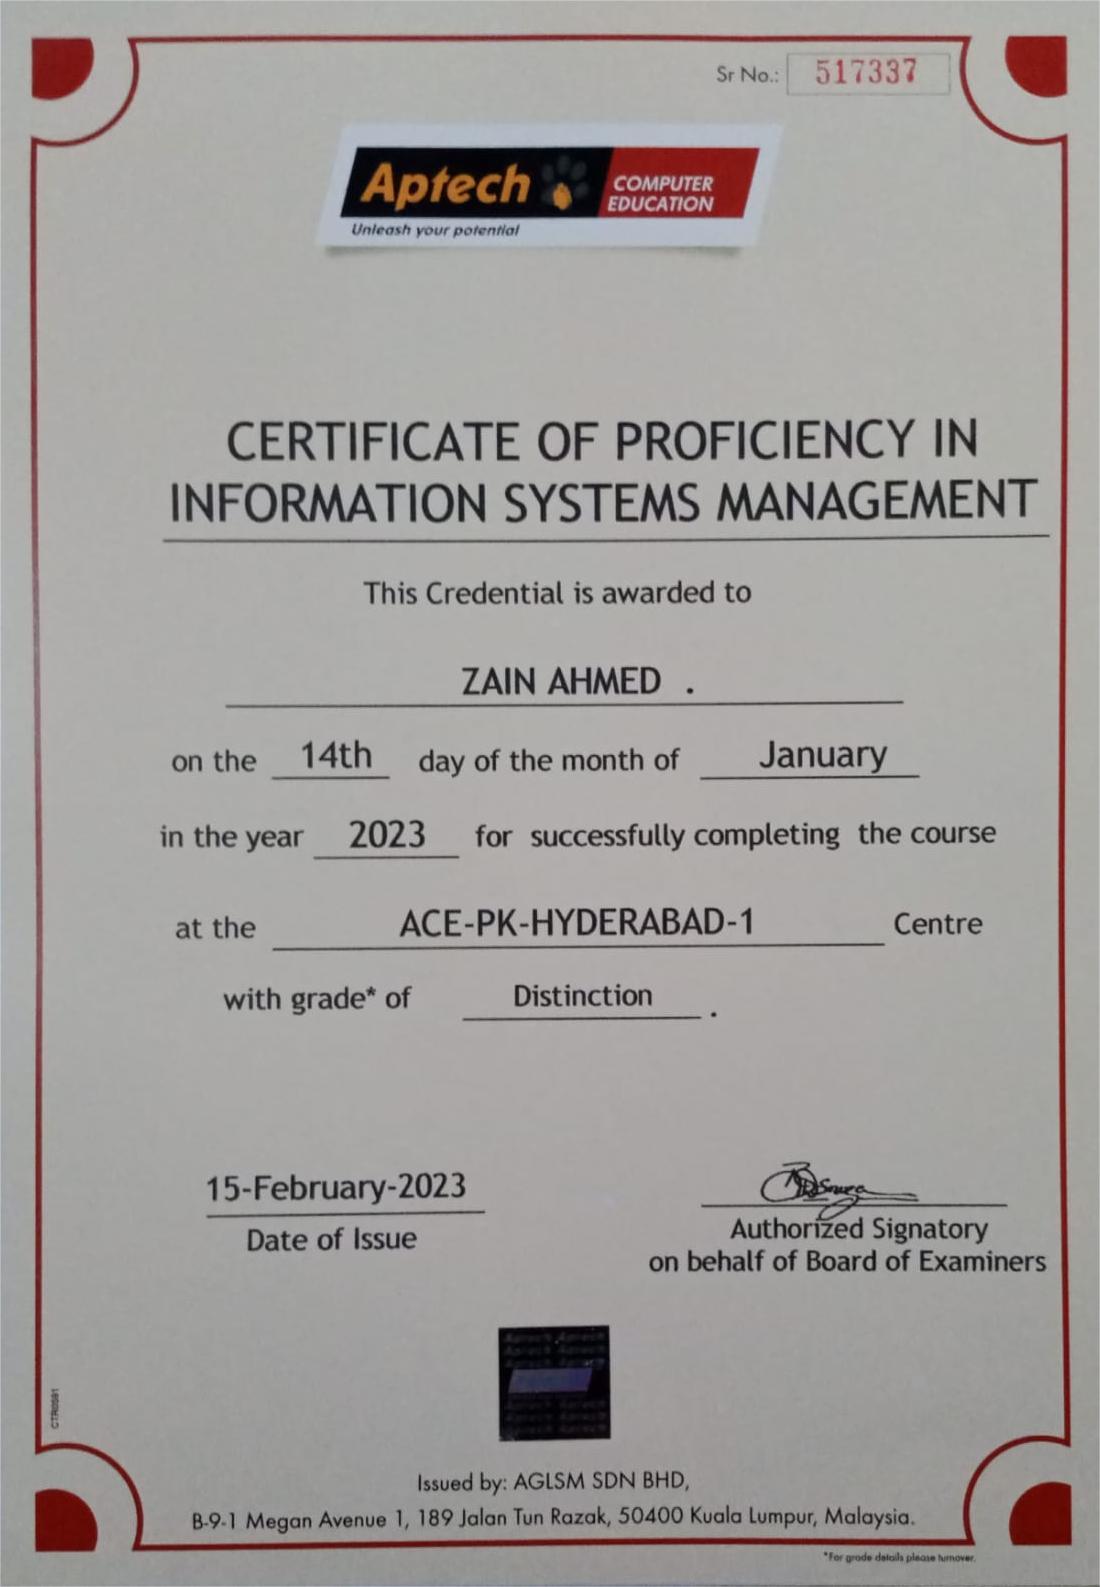 Sr No.: 517337
Aptech COMPUTER EDUCATION
Unleash your potential
CERTIFICATE OF PROFICIENCY IN
INFORMATION SYSTEMS MANAGEMENT
This Credential is awarded to
ZAIN AHMED .
on the 14th day of the month of January
in the year 2023 for successfully completing the course
at the ACE-PK-HYDERABAD-1 Centre
with grade* of Distinction .
15-February-2023
Date of Issue
Authorized Signatory
on behalf of Board of Examiners
CTR0591
Issued by: AGLSM SDN BHD,
B-9-1 Megan Avenue 1, 189 Jalan Tun Razak, 50400 Kuala Lumpur, Malaysia.
*For grade details please turnover.